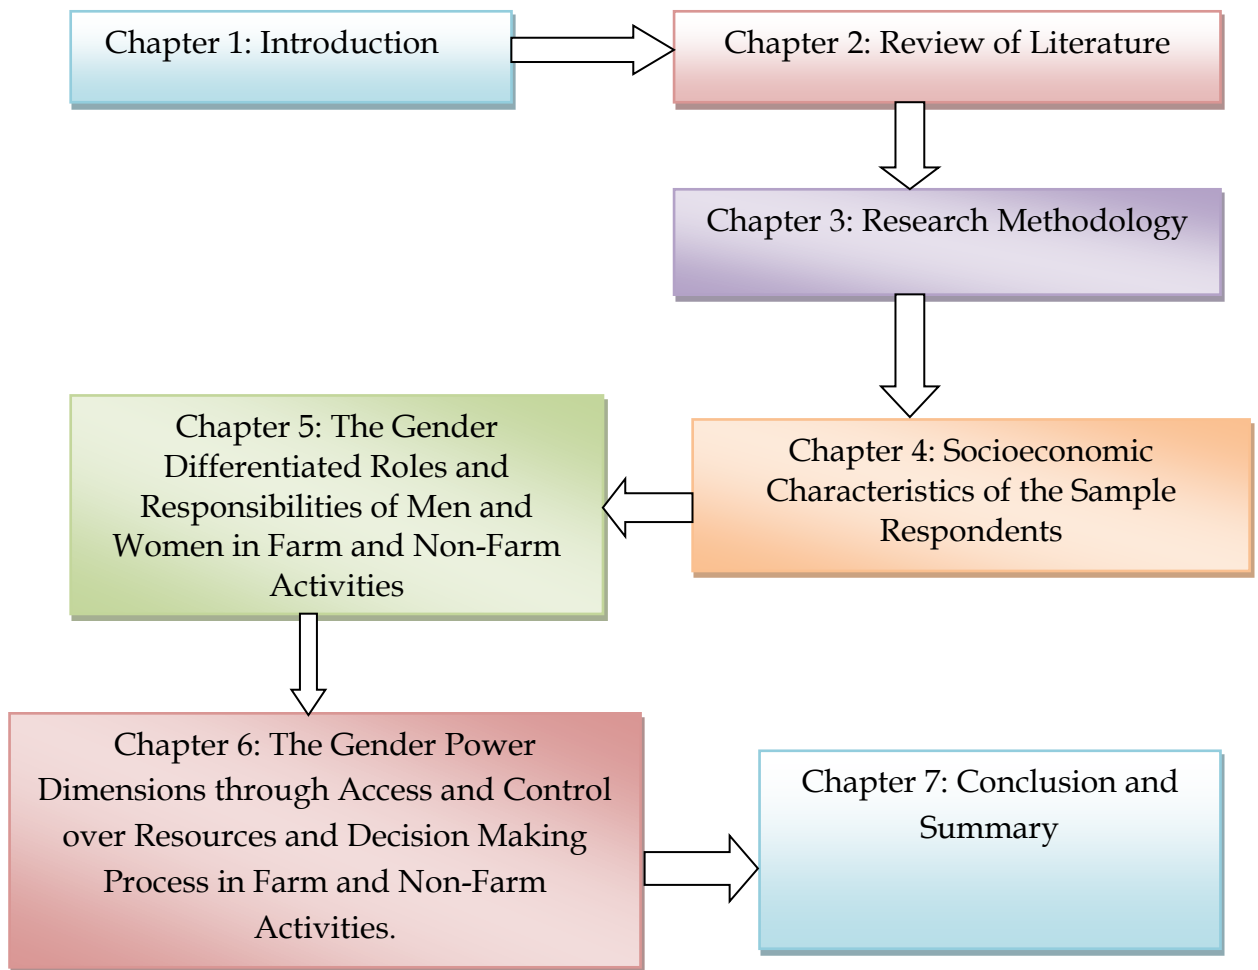 Chapter 1: Introduction
Chapter 2: Review of Literature
Chapter 3: Research Methodology
Chapter 4: Socioeconomic
Characteristics of the Sample
Respondents
Chapter 5: The Gender
Differentiated Roles and
Responsibilities of Men and
Women in Farm and Non-Farm
Activities
Chapter 6: The Gender Power
Dimensions through Access and Control
over Resources and Decision Making
Process in Farm and Non-Farm
Activities.
Chapter 7: Conclusion and
Summary